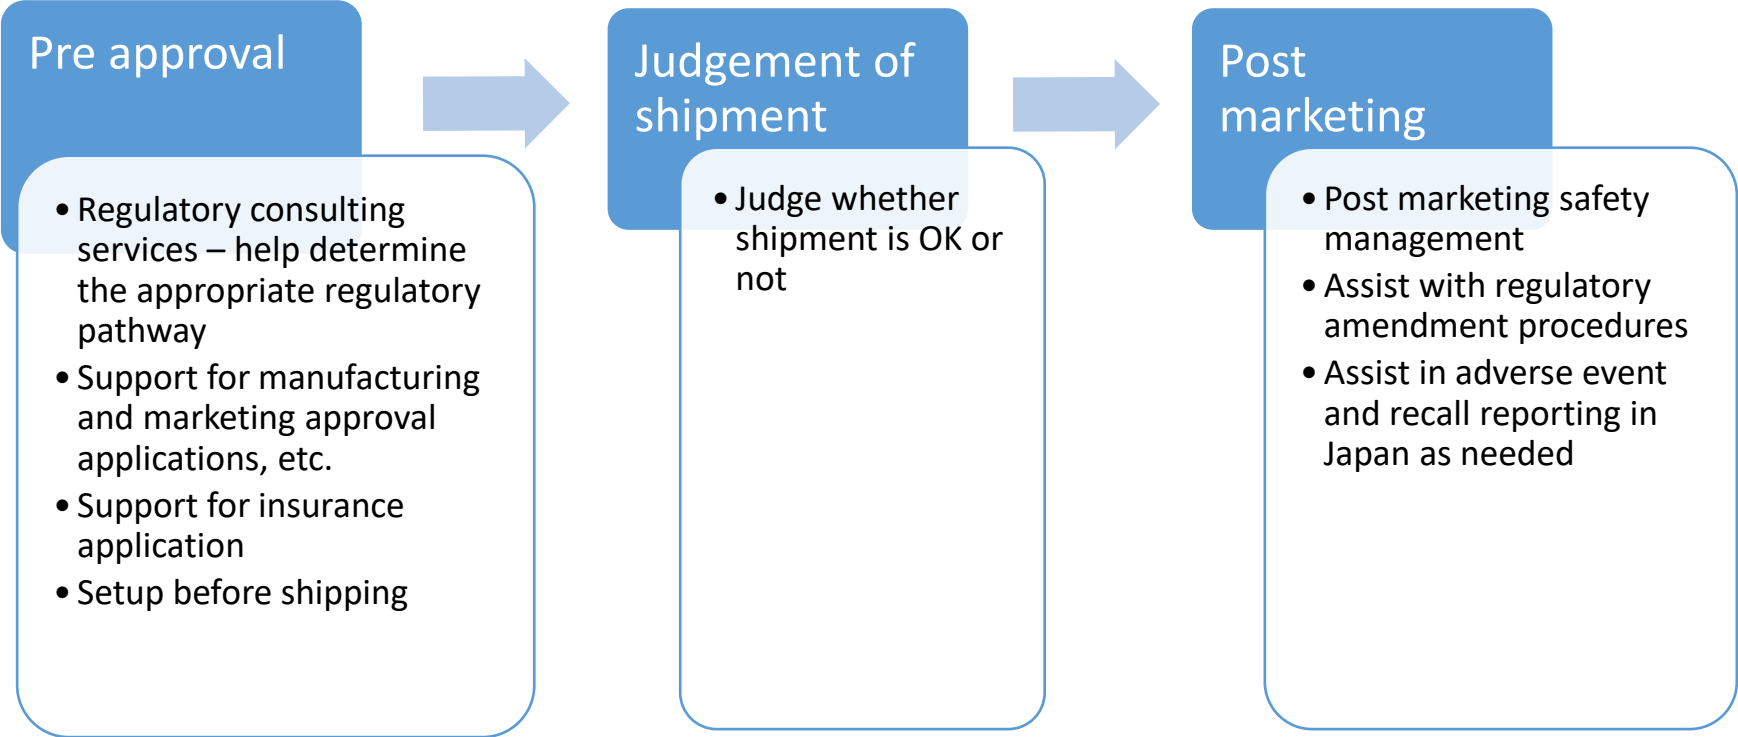 Pre approval
• Regulatory consulting
services – help determine
the appropriate regulatory
pathway
• Support for manufacturing
and marketing approval
applications, etc.
• Support for insurance
application
• Setup before shipping
Judgement of
shipment
• Judge whether
shipment is OK or
not
Post
marketing
• Post marketing safety
management
• Assist with regulatory
amendment procedures
• Assist in adverse event
and recall reporting in
Japan as needed